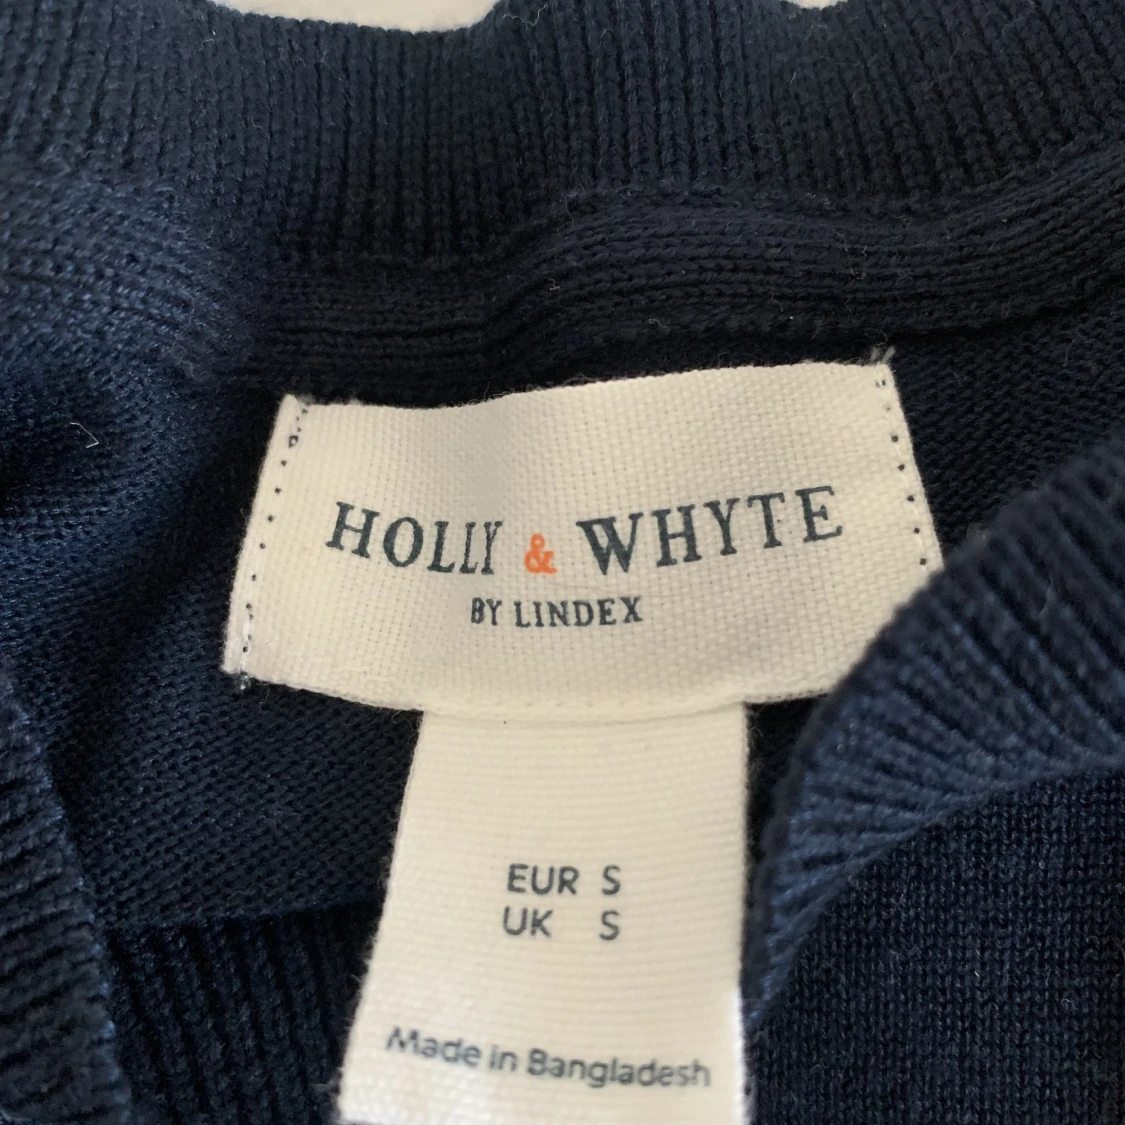 HOLLY & WHYTE
BY LINDEX
EUR S
UK S
Made in Bangladesh